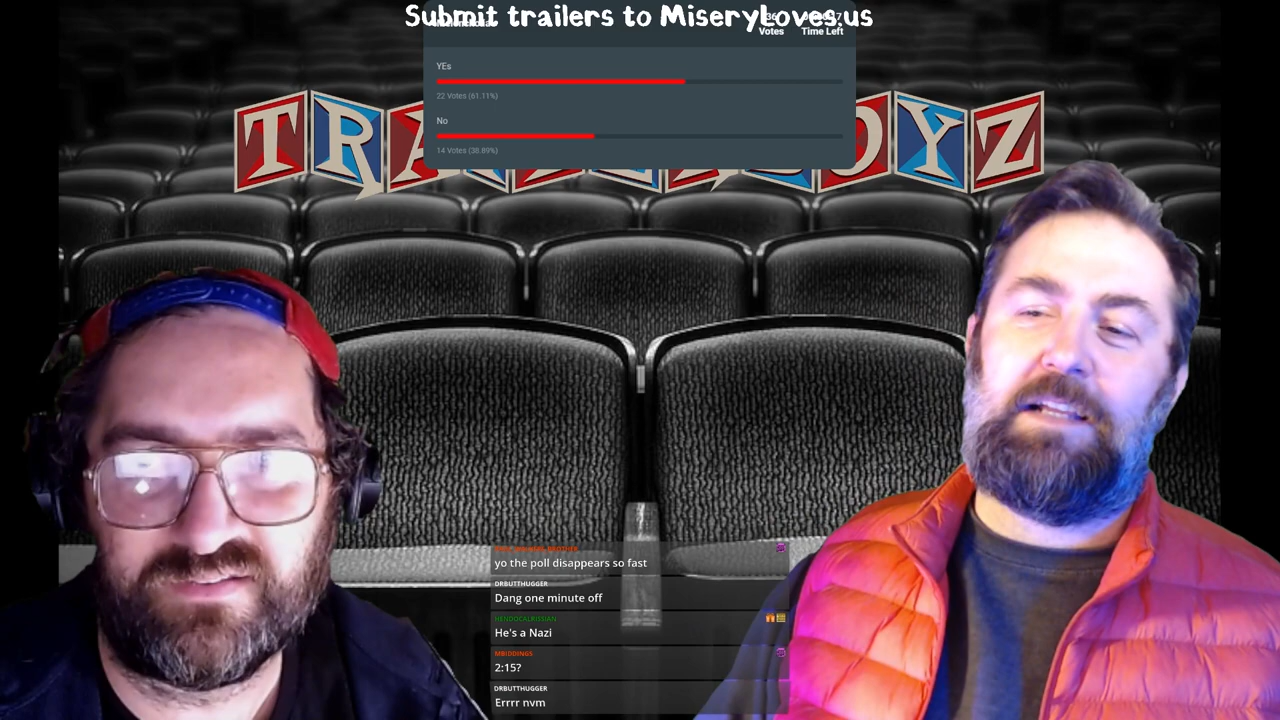 Submit trailers to MiseryLoves.us
Votes
Time Left
YEs
22 Votes (61.11%)
No
14 Votes (38.89%)
yo the poll disappears so fast
DRBUTTHUGGER
Dang one minute off
HENDOCALRISSIAN
He's a Nazi
MBIDDINGS
2:15?
DRBUTTHUGGER
Errrr nvm